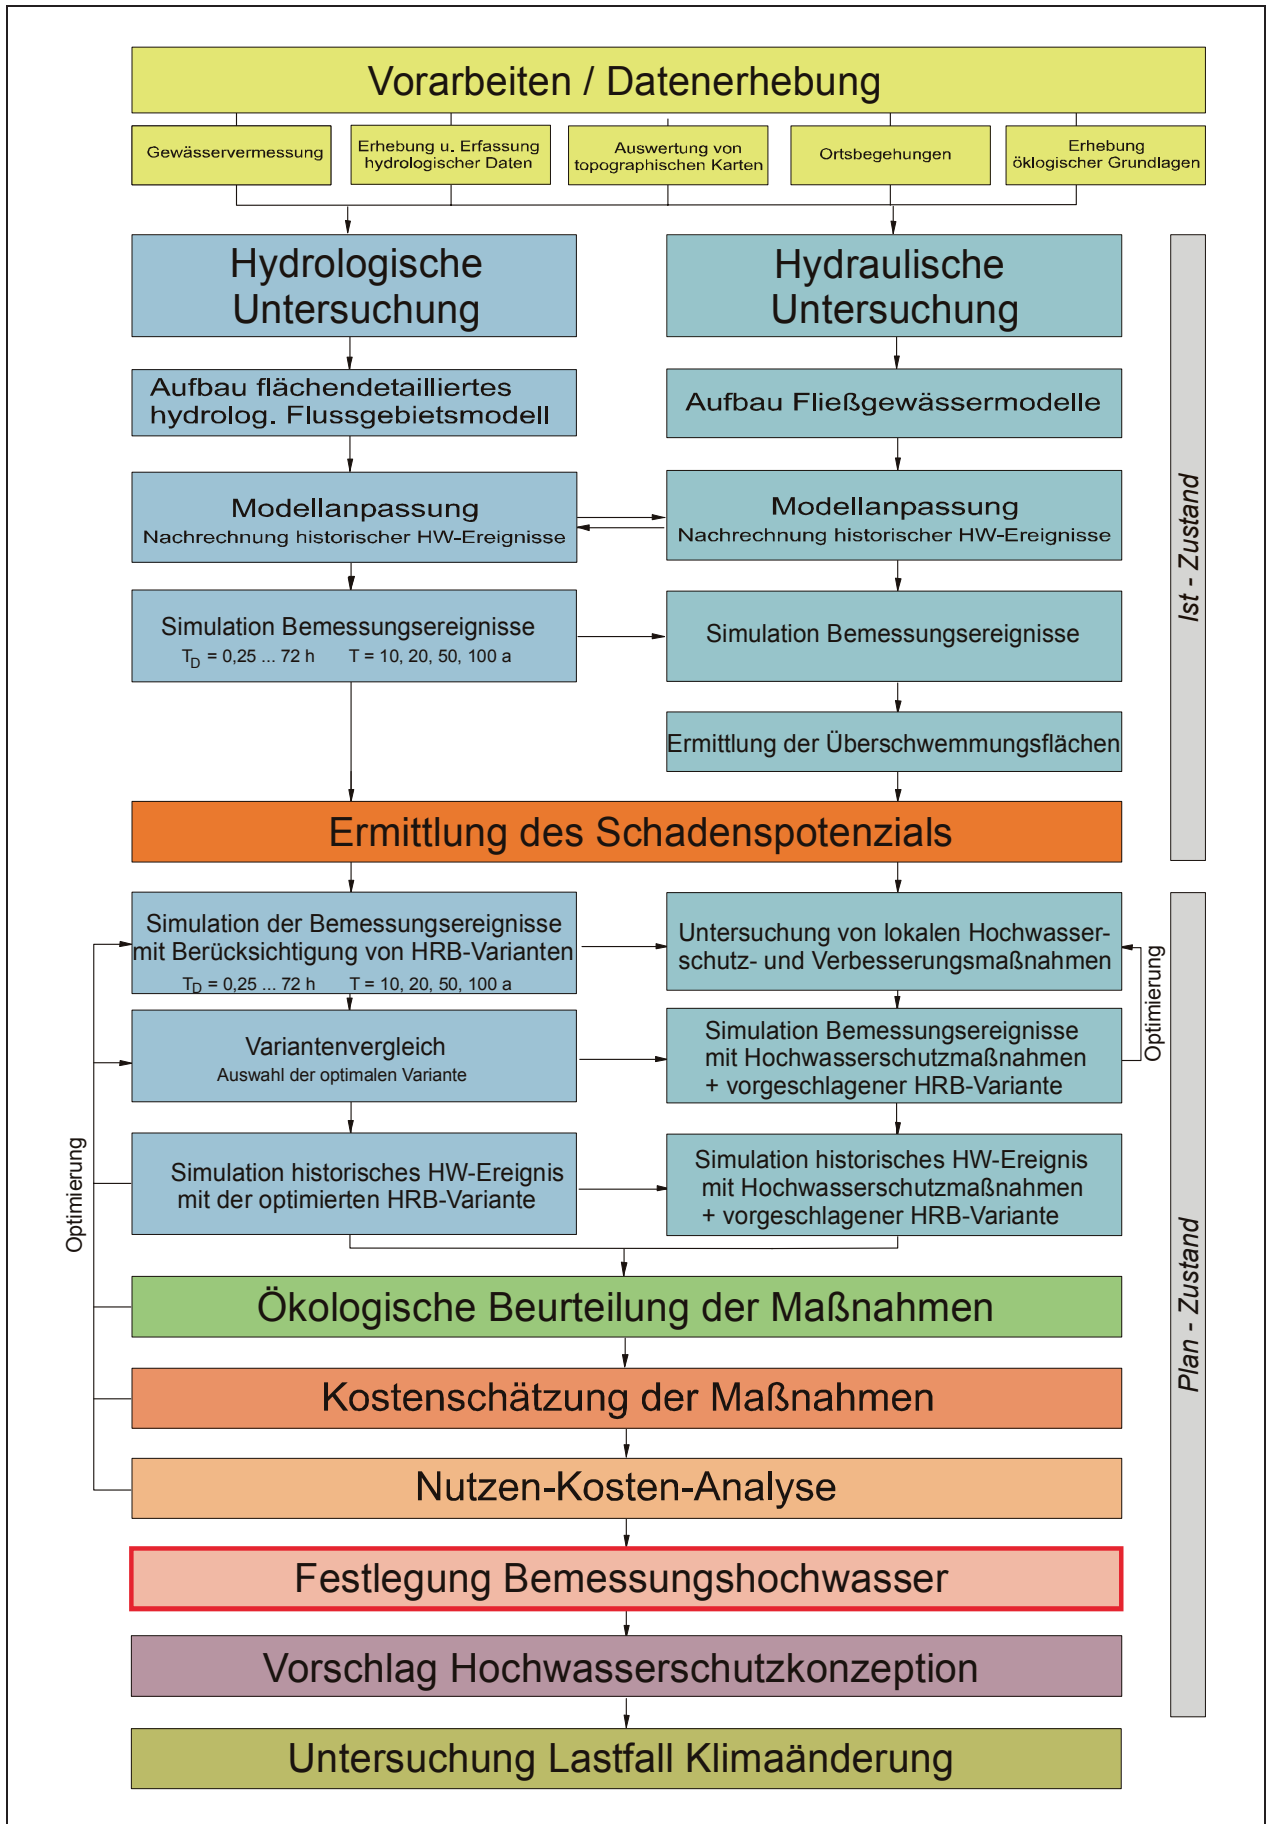 Vorarbeiten / Datenerhebung
Gewässervermessung
Erhebung u. Erfassung
hydrologischer Daten
Auswertung von
topographischen Karten
Ortsbegehungen
Erhebung
öklogischer Grundlagen
Hydrologische
Untersuchung
Hydraulische
Untersuchung
Aufbau flächendetailliertes
hydrolog. Flussgebietsmodell
Aufbau Fließgewässermodelle
Modellanpassung
Nachrechnung historischer HW-Ereignisse
Modellanpassung
Nachrechnung historischer HW-Ereignisse
Simulation Bemessungsereignisse
TD = 0,25 ... 72 h T = 10, 20, 50, 100 a
Simulation Bemessungsereignisse
Ermittlung der Überschwemmungsflächen
Ist - Zustand
Ermittlung des Schadenspotenzials
Simulation der Bemessungsereignisse
mit Berücksichtigung von HRB-Varianten
TD = 0,25 ... 72 h T = 10, 20, 50, 100 a
Untersuchung von lokalen Hochwasser-
schutz- und Verbesserungsmaßnahmen
Variantenvergleich
Auswahl der optimalen Variante
Simulation Bemessungsereignisse
mit Hochwasserschutzmaßnahmen
+ vorgeschlagener HRB-Variante
Optimierung
Simulation historisches HW-Ereignis
mit der optimierten HRB-Variante
Simulation historisches HW-Ereignis
mit Hochwasserschutzmaßnahmen
+ vorgeschlagener HRB-Variante
Optimierung
Ökologische Beurteilung der Maßnahmen
Kostenschätzung der Maßnahmen
Plan - Zustand
Nutzen-Kosten-Analyse
Festlegung Bemessungshochwasser
Vorschlag Hochwasserschutzkonzeption
Untersuchung Lastfall Klimaänderung